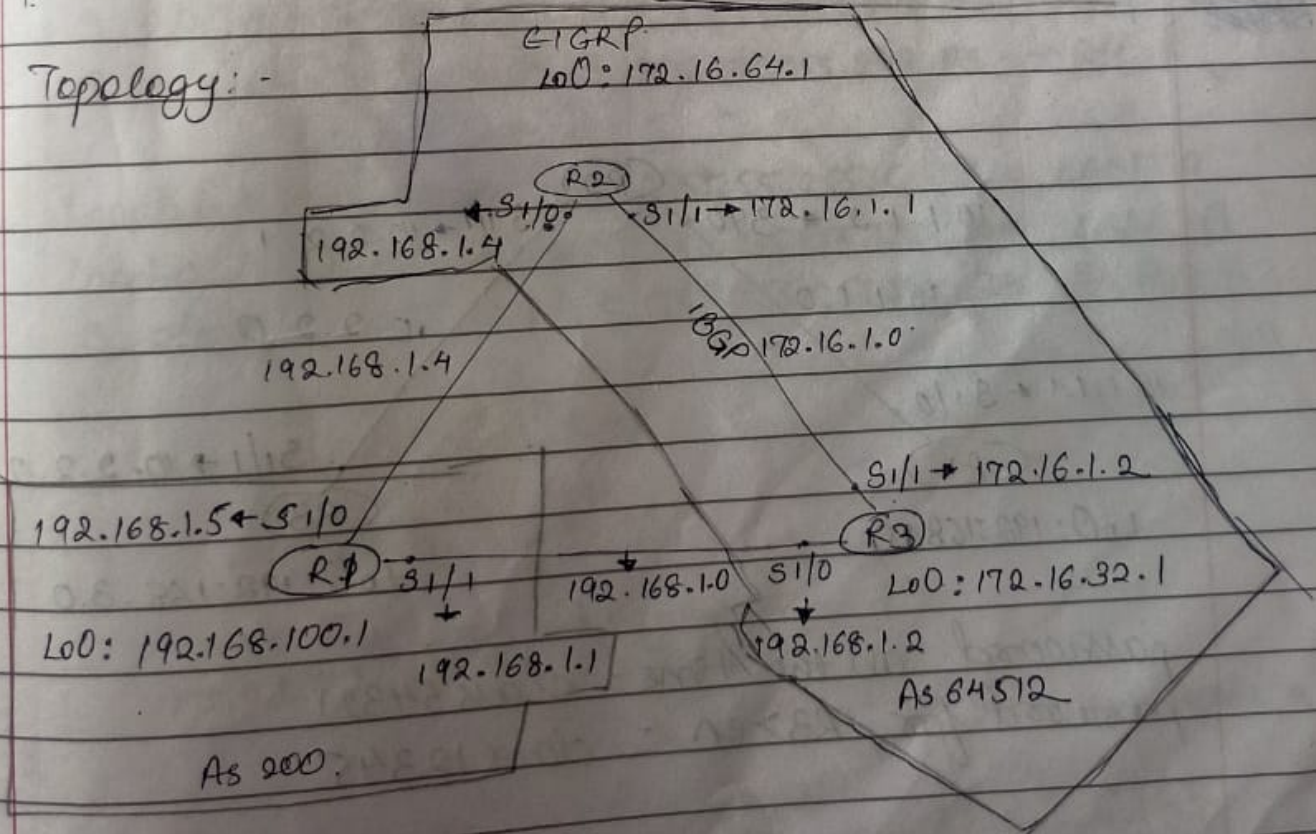 Topology:-
EIGRP
Lo0: 172.16.64.1
R2
S1/0
S1/1 → 172.16.1.1
192.168.1.4
192.168.1.4
IBGP 172.16.1.0
S1/1 → 172.16.1.2
192.168.1.5 ← S1/0
R1
S1/1
192.168.1.0
S1/0
R3
Lo0: 172.16.32.1
Lo0: 192.168.100.1
192.168.1.1
192.168.1.2
As 64512
As 200.